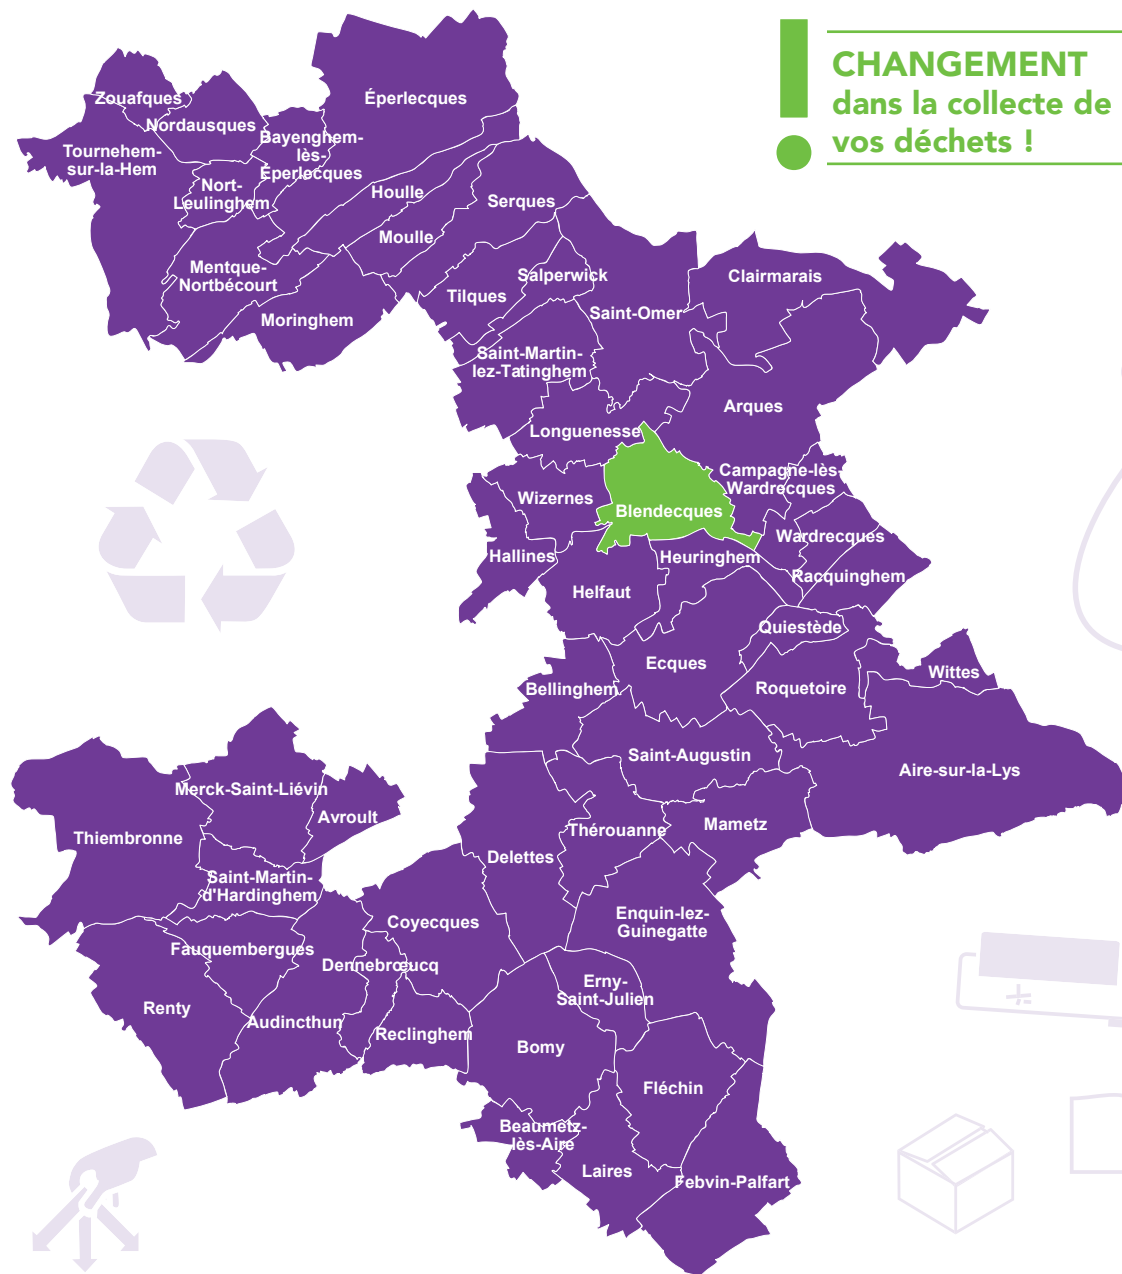 CHANGEMENT
dans la collecte de
vos déchets !
Éperlecques
Zouafques
Nordausques
Bayenghem-
lès-
Éperlocques
Tournehem-
sur-la-Hem
Nort-
Leulinghem
Houlle
Serques
Moulle
Mentque-
Nortbécourt
Salperwick
Clairmarais
Tilques
Saint-Omer
Moringhem
Saint-Martin-
lez-Tatinghem
Arques
Longuenesse
Campagne-lès-
Wardrecques
Wizernes
Blendecques
Wardrecques
Hallines
Heuringhem
Racquinghem
Helfaut
Quiestède
Ecques
Wittes
Bellinghem
Roquetoire
Saint-Augustin
Aire-sur-la-Lys
Merck-Saint-Liévin
Avroult
Thiembronne
Thérouanne
Mametz
Delettes
Saint-Martin-
d'Hardinghem
Coyecques
Enquin-lez-
Guinegatte
Fauquembergues
Dennebrœucq
Erny-
Saint-Julien
Renty
Audincthun
Reclinghem
Bomy
Fléchin
Beaumetz-
lès-Aire
Laires
Febvin-Palfart